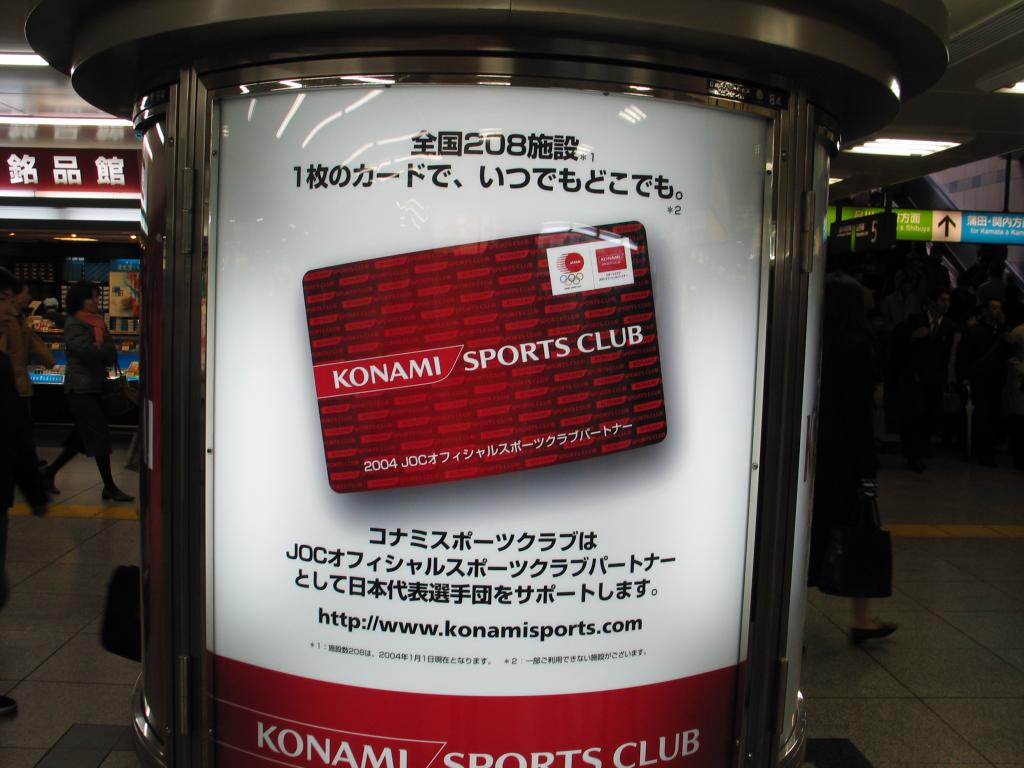 全国208施設*1
1枚のカードで、いつでもどこでも。
*2
JAPAN
KONAMI
KONAMI SPORTS CLUB
2004 JOCオフィシャルスポーツクラブパートナー
コナミスポーツクラブは
JOCオフィシャルスポーツクラブパートナー
として日本代表選手団をサポートします。
http://www.konamisports.com
*1：施設数208は、2004年1月1日現在となります。 *2：一部ご利用できない施設がございます。
KONAMI SPORTS CLUB
84
銘品館
方面
& Shibuya
蒲田・関内方面
for Kamata & Kan
5